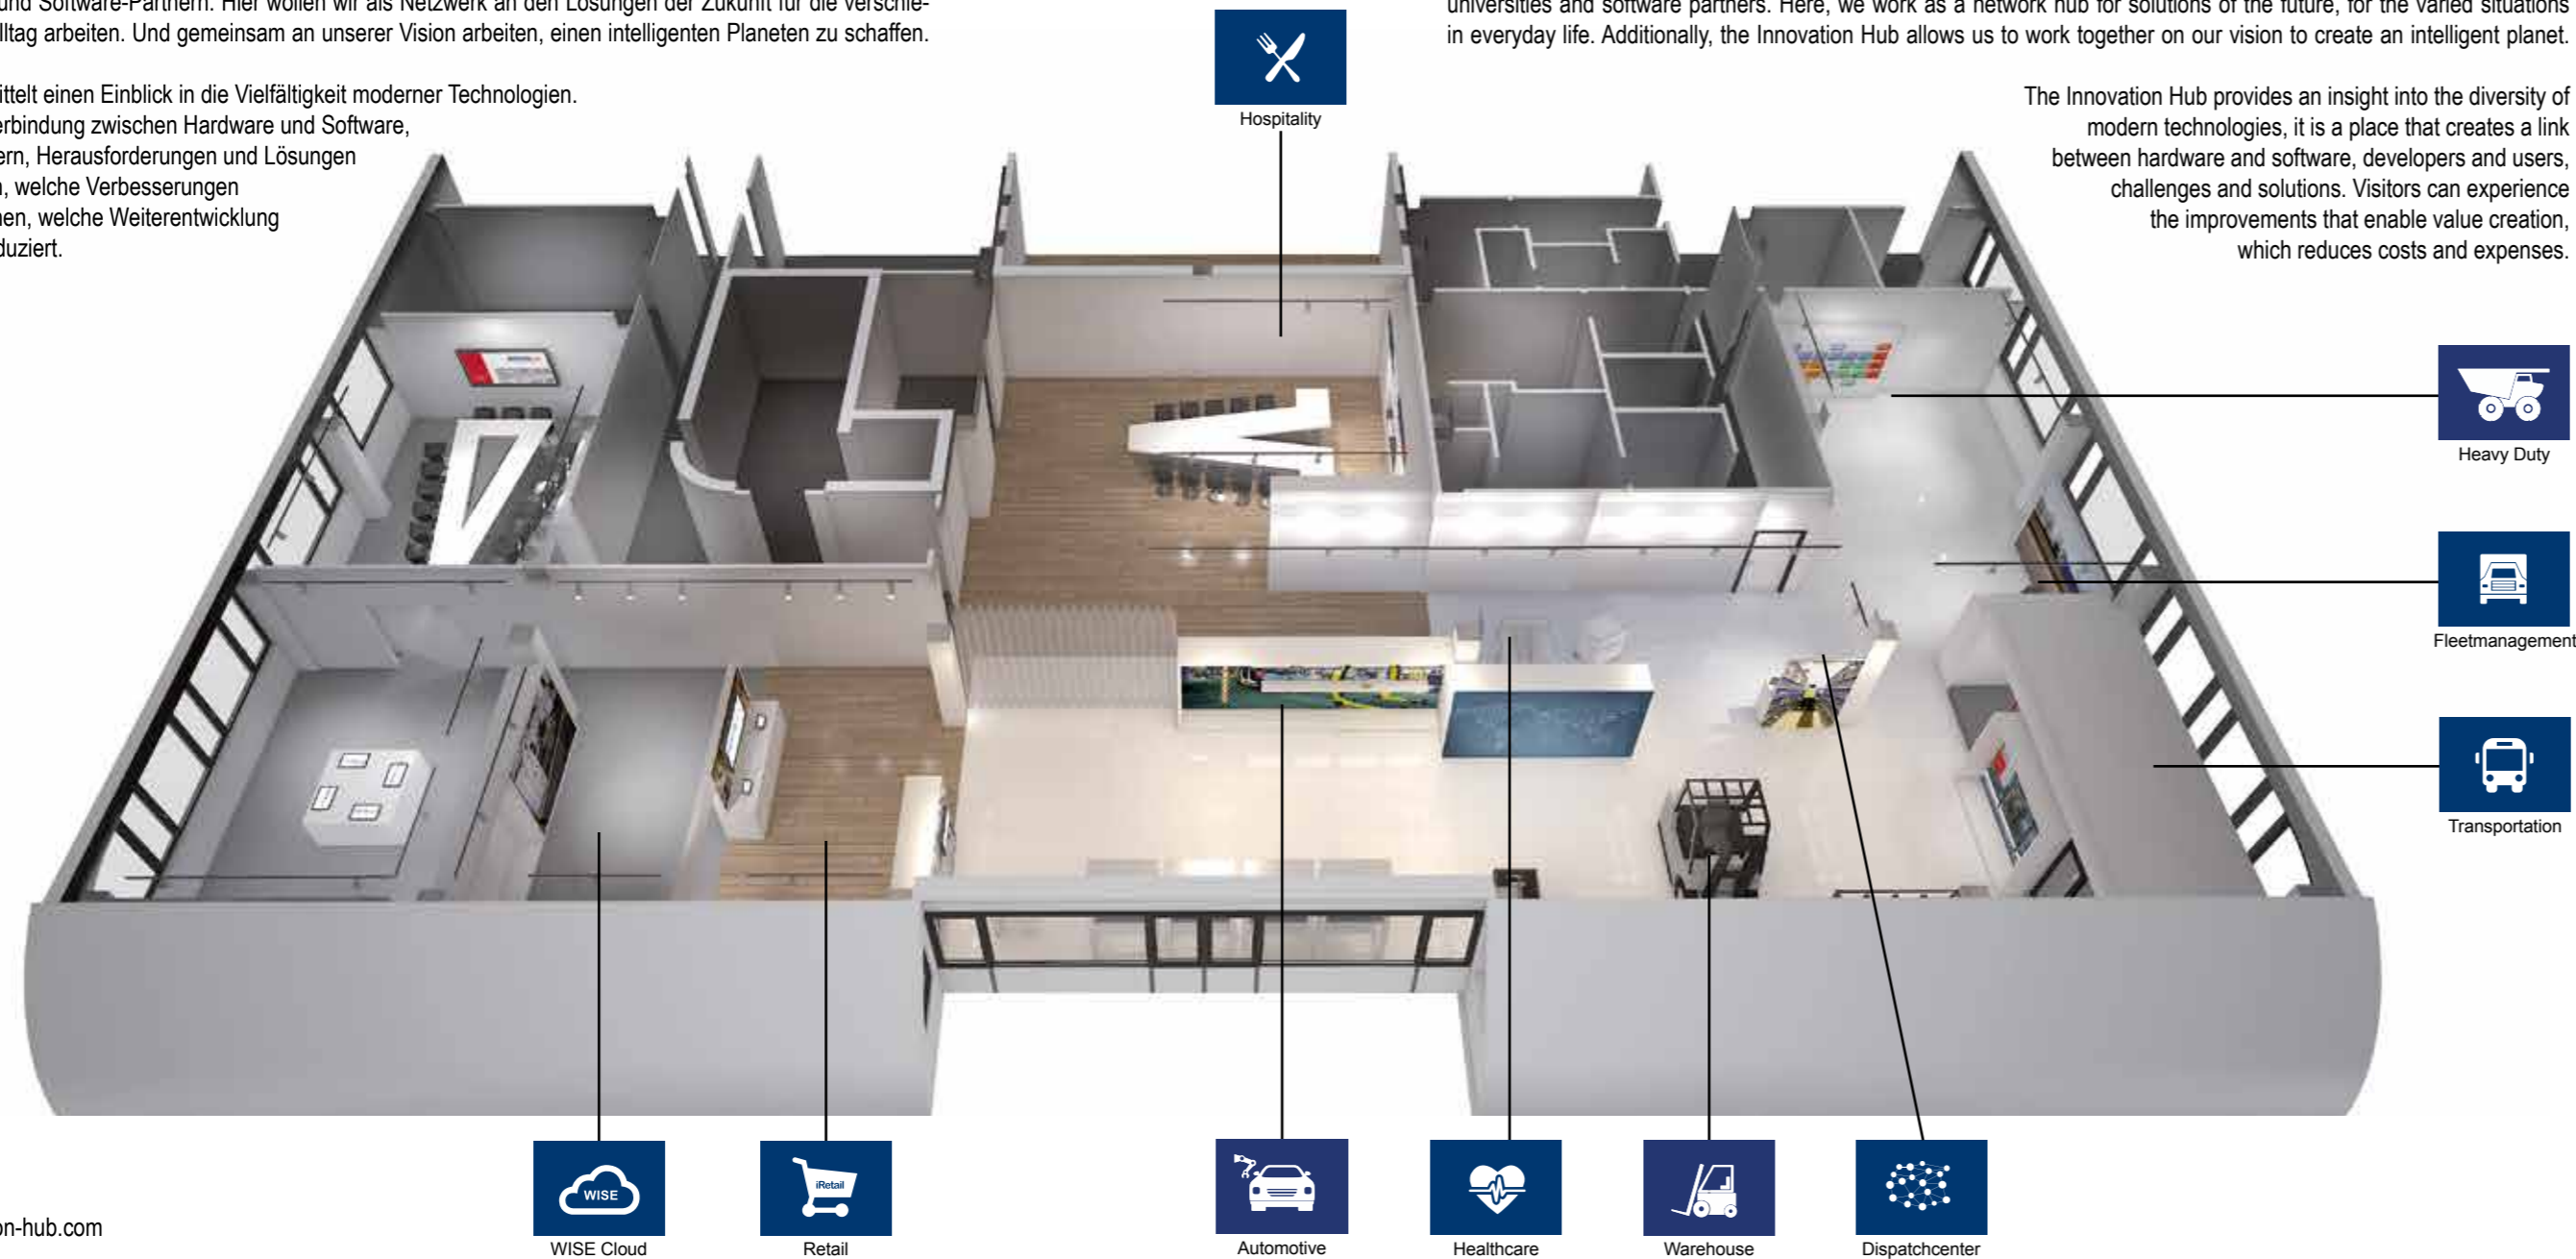 und Software-Partnern. Hier wollen wir als Netzwerk an den Lösungen der Zukunft für die verschie-
lltag arbeiten. Und gemeinsam an unserer Vision arbeiten, einen intelligenten Planeten zu schaffen.
ittelt einen Einblick in die Vielfältigkeit moderner Technologien.
erbindung zwischen Hardware und Software,
ern, Herausforderungen und Lösungen
n, welche Verbesserungen
nen, welche Weiterentwicklung
duziert.
universities and software partners. Here, we work as a network hub for solutions of the future, for the varied situations
in everyday life. Additionally, the Innovation Hub allows us to work together on our vision to create an intelligent planet.
The Innovation Hub provides an insight into the diversity of
modern technologies, it is a place that creates a link
between hardware and software, developers and users,
challenges and solutions. Visitors can experience
the improvements that enable value creation,
which reduces costs and expenses.
Hospitality
Heavy Duty
Fleetmanagement
Transportation
WISE
WISE Cloud
iRetail
Retail
Automotive
Healthcare
Warehouse
Dispatchcenter
on-hub.com